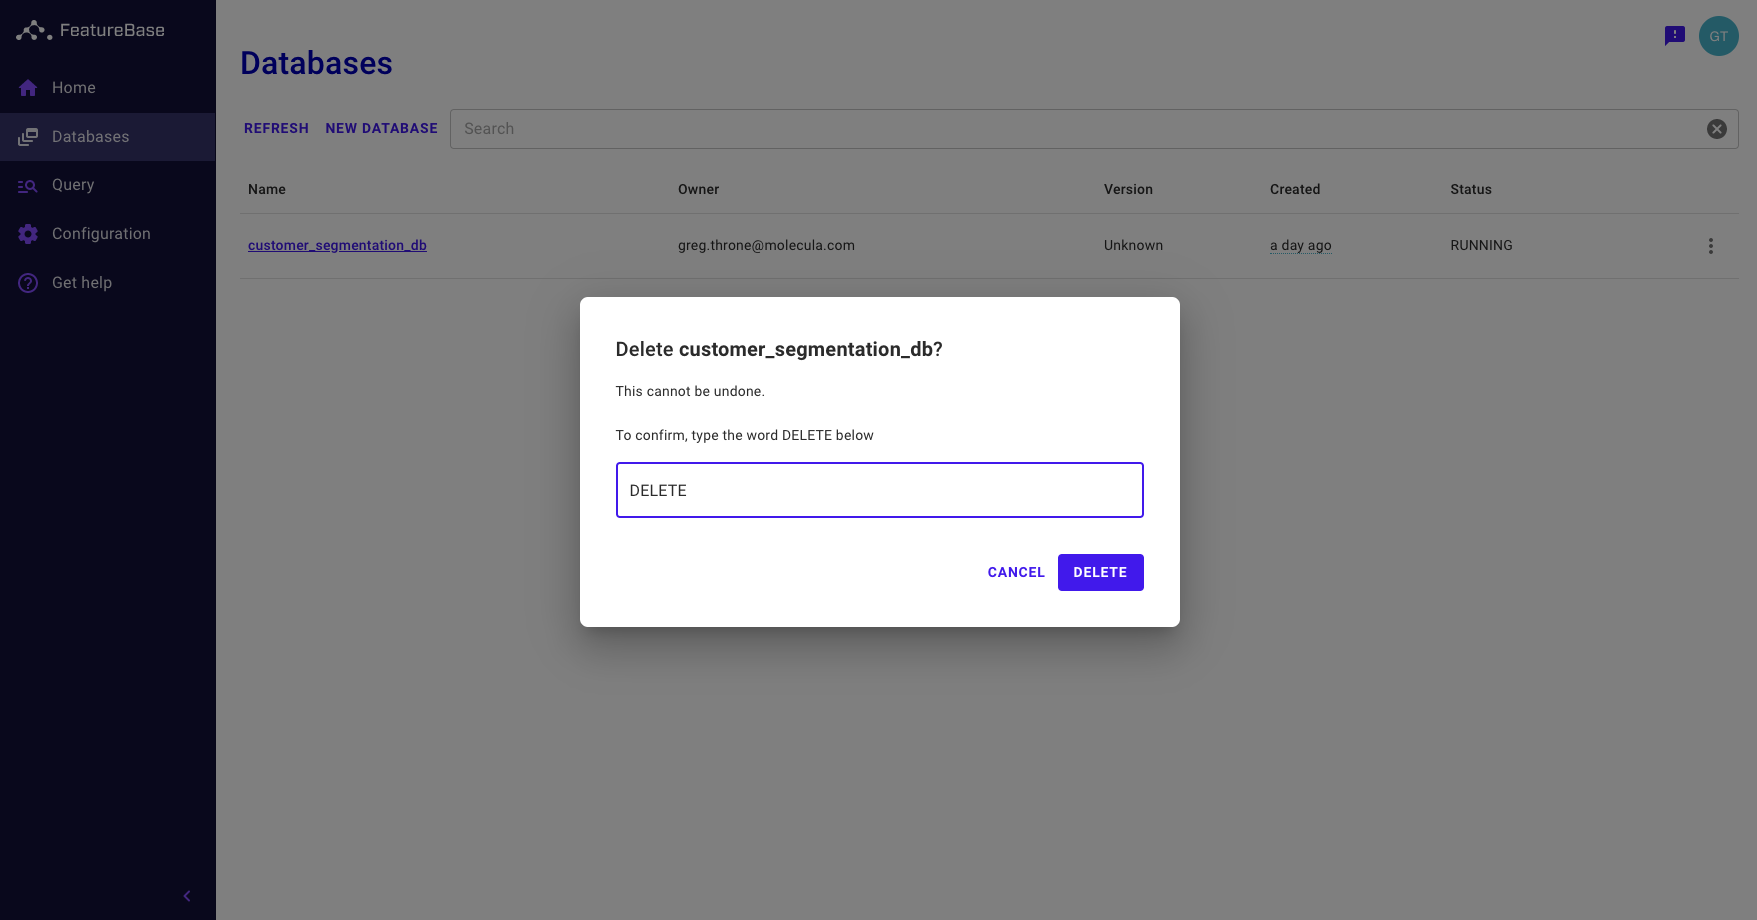 FeatureBase
Home
Databases
Query
Configuration
Get help
Databases
GT
REFRESH NEW DATABASE Search
Name Owner Version Created Status
customer_segmentation_db greg.throne@molecula.com Unknown a day ago RUNNING
Delete customer_segmentation_db?
This cannot be undone.
To confirm, type the word DELETE below
DELETE
CANCEL DELETE